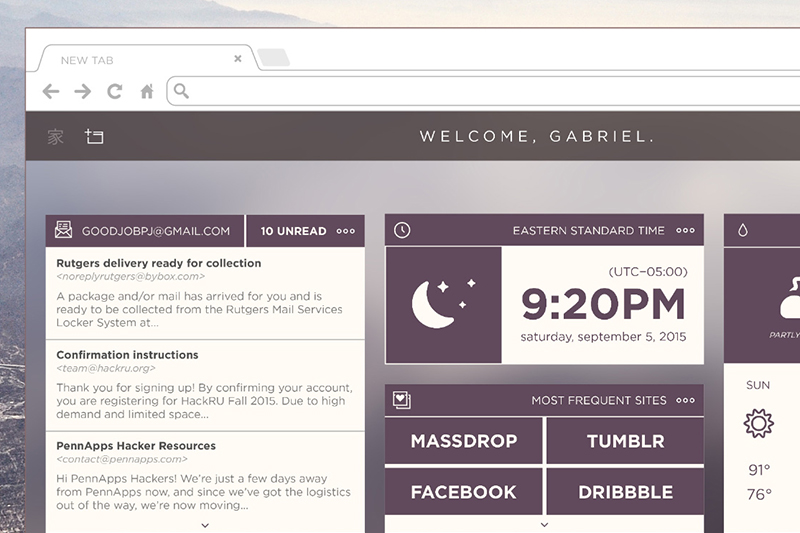 NEW TAB
家
WELCOME, GABRIEL.
GOODJOBPJ@GMAIL.COM
10 UNREAD
Rutgers delivery ready for collection
<noreplyrutgers@bybox.com>
A package and/or mail has arrived for you and is
ready to be collected from the Rutgers Mail Services
Locker System at...
Confirmation instructions
<team@hackru.org>
Thank you for signing up! By confirming your account,
you are registering for HackRU Fall 2015. Due to high
demand and limited space...
PennApps Hacker Resources
<contact@pennapps.com>
Hi PennApps Hackers! We're just a few days away
from PennApps now, and since we've got the logistics
out of the way, we're now moving...
EASTERN STANDARD TIME
(UTC–05:00)
9:20PM
saturday, september 5, 2015
MOST FREQUENT SITES
MASSDROP
TUMBLR
FACEBOOK
DRIBBBLE
PARTLY
SUN
91°
76°